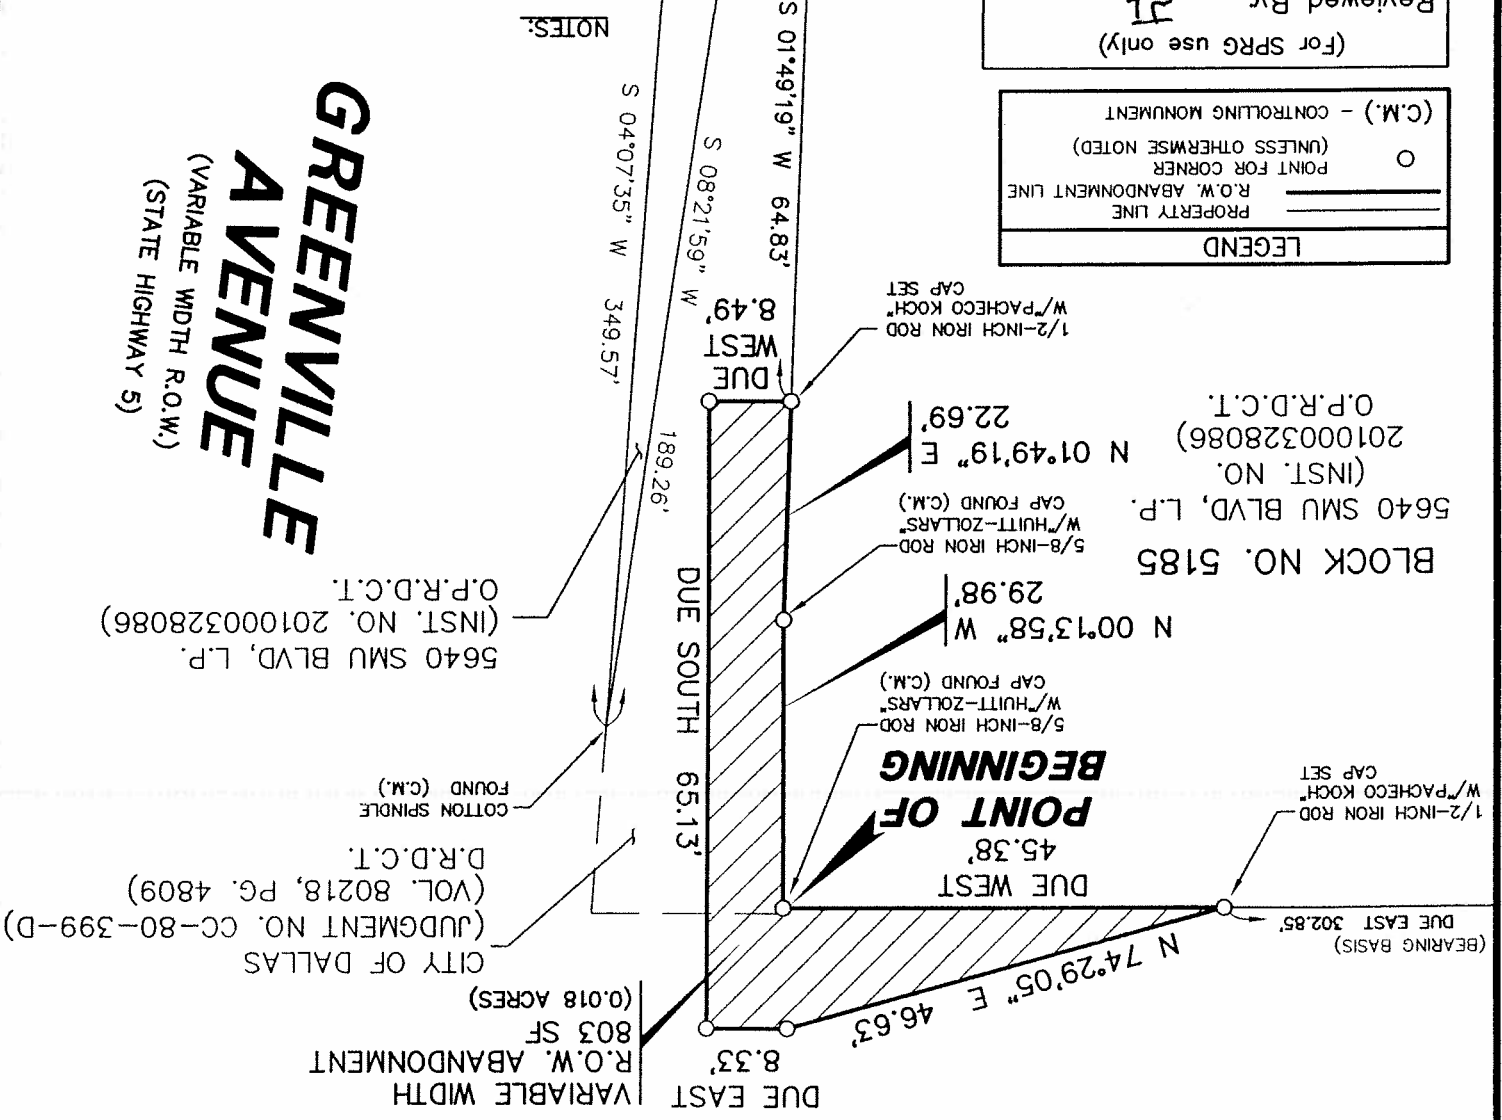 VARIABLE WIDTH
R.O.W. ABANDONMENT
803 SF
(0.018 ACRES)
DUE EAST
8.33'
N 74°29'05" E 46.63'
(BEARING BASIS)
DUE EAST 302.85'
DUE WEST
45.38'
POINT OF
BEGINNING
1/2-INCH IRON ROD
W/"PACHECO KOCH"
CAP SET
5/8-INCH IRON ROD
W/"HUITT-ZOLLARS"
CAP FOUND (C.M.)
N 00°13'58" W
29.98'
5/8-INCH IRON ROD
W/"HUITT-ZOLLARS"
CAP FOUND (C.M.)
N 01°49'19" E
22.69'
BLOCK NO. 5185
5640 SMU BLVD, L.P.
(INST. NO.
201000328086)
O.P.R.D.C.T.
1/2-INCH IRON ROD
W/"PACHECO KOCH"
CAP SET
DUE
WEST
8.49'
DUE SOUTH 65.13'
CITY OF DALLAS
(JUDGMENT NO. CC-80-399-D)
(VOL. 80218, PG. 4809)
D.R.D.C.T.
COTTON SPINDLE
FOUND (C.M.)
5640 SMU BLVD, L.P.
(INST. NO. 201000328086)
O.P.R.D.C.T.
189.26'
S 08°21'59" W
S 04°07'35" W 349.57'
S 01°49'19" W 64.83'
GREENVILLE
AVENUE
(VARIABLE WIDTH R.O.W.)
(STATE HIGHWAY 5)
LEGEND
PROPERTY LINE
R.O.W. ABANDONMENT LINE
POINT FOR CORNER
(UNLESS OTHERWISE NOTED)
(C.M.) - CONTROLLING MONUMENT
(For SPRG use only)
Reviewed By
NOTES: